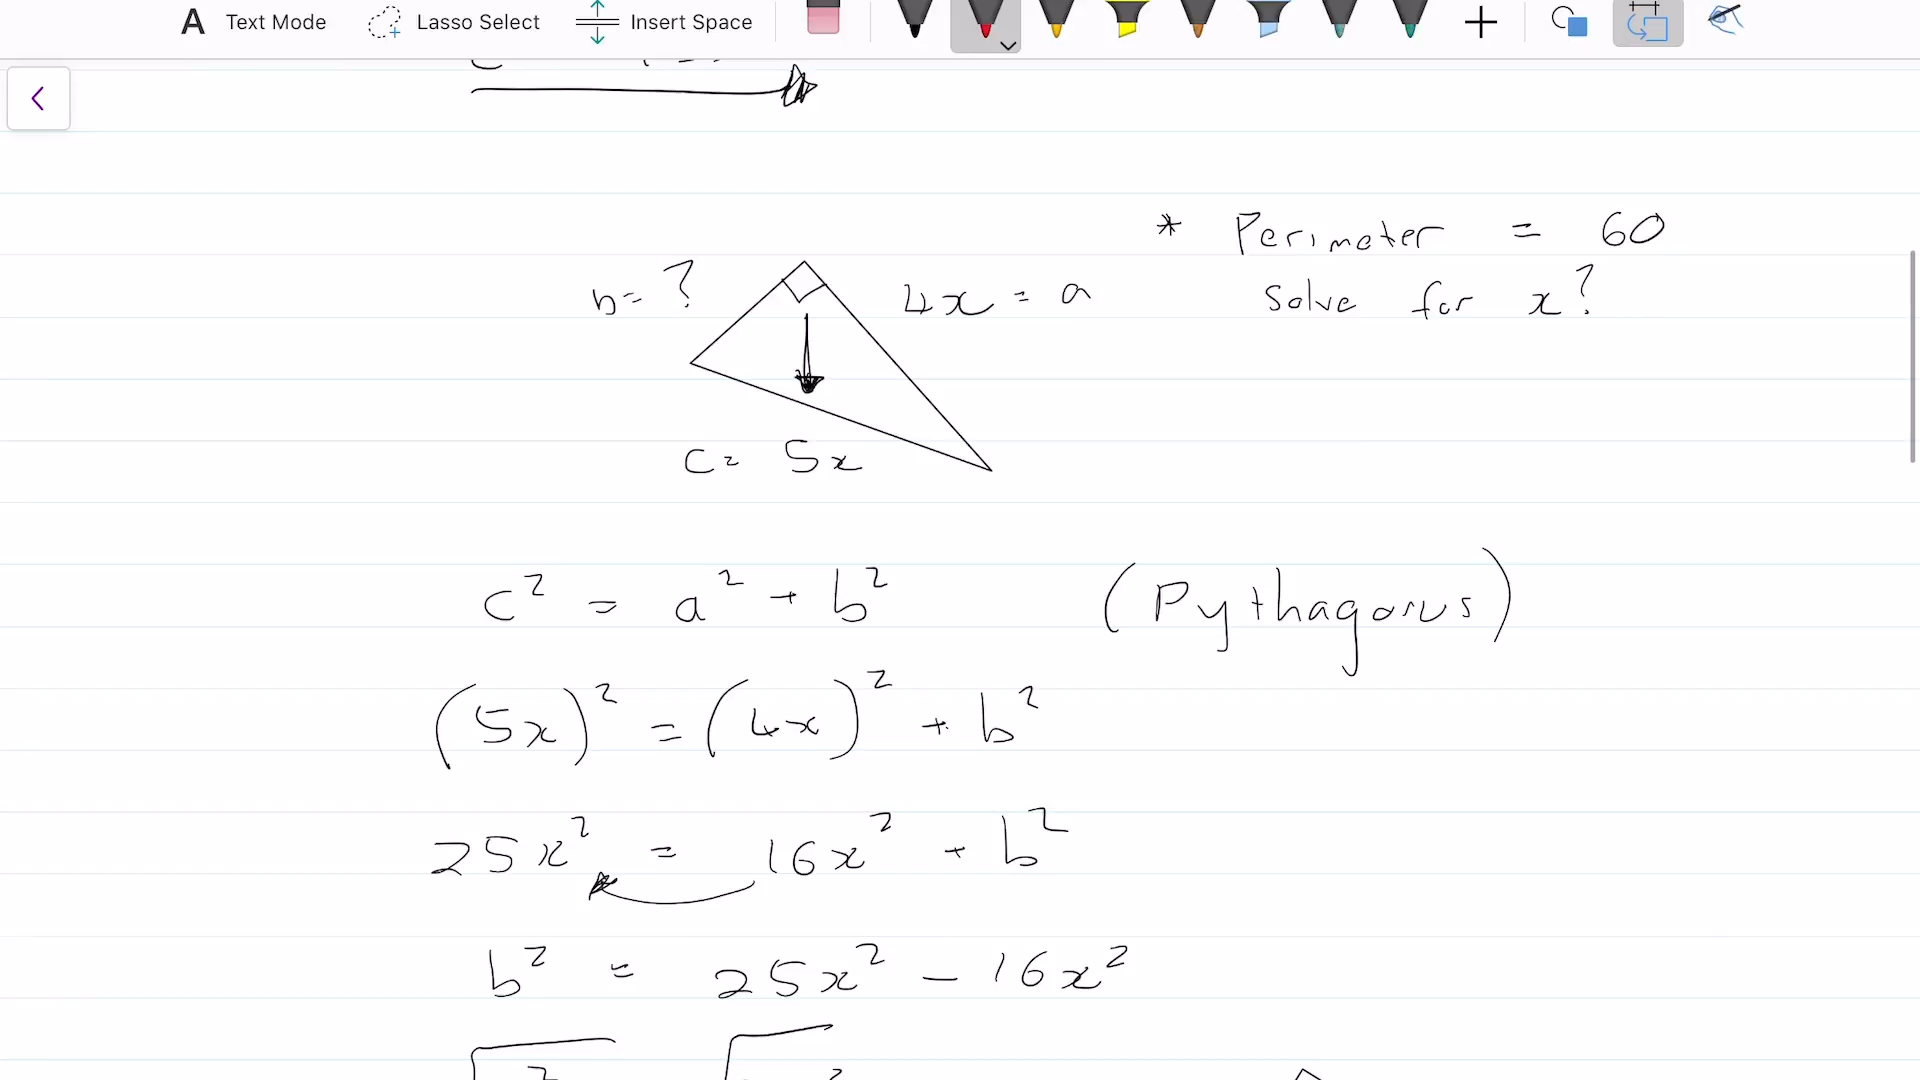 A Text Mode Lasso Select Insert Space
* Perimeter = 60
b = ? 4x = a solve for x?
c = 5x
c² = a² + b² (Pythagorus)
(5x)² = (4x)² + b²
25x² = 16x² + b²
b² = 25x² - 16x²